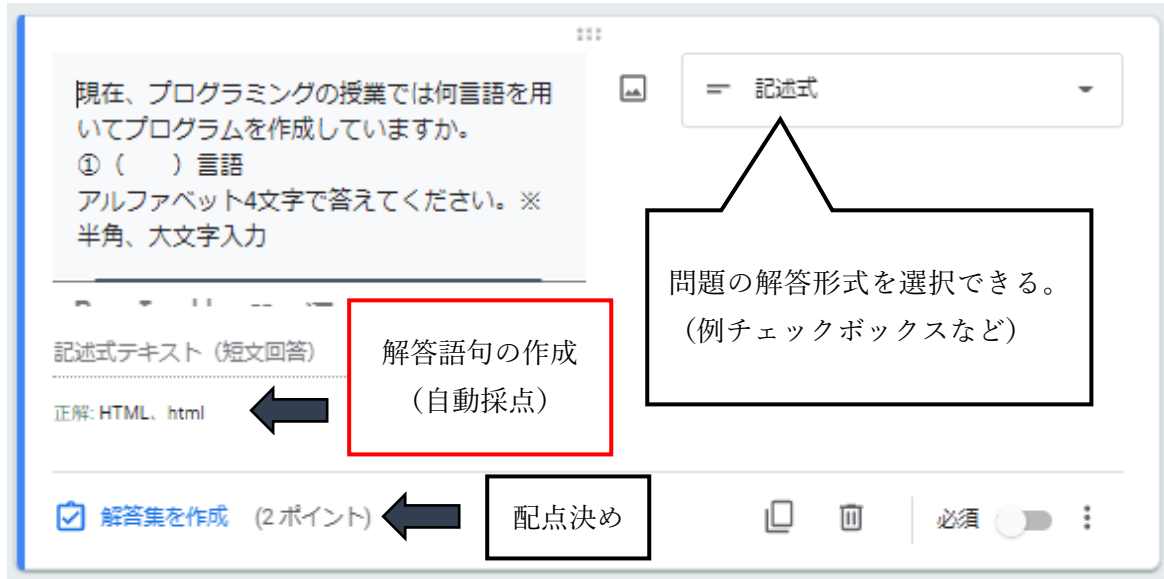 現在、プログラミングの授業では何言語を用
いてプログラムを作成していますか。
①（　　）言語
アルファベット4文字で答えてください。※
半角、大文字入力
記述式
問題の解答形式を選択できる。
（例チェックボックスなど）
記述式テキスト（短文回答）
解答語句の作成
（自動採点）
正解: HTML、html
解答集を作成 (2 ポイント)
配点決め
必須